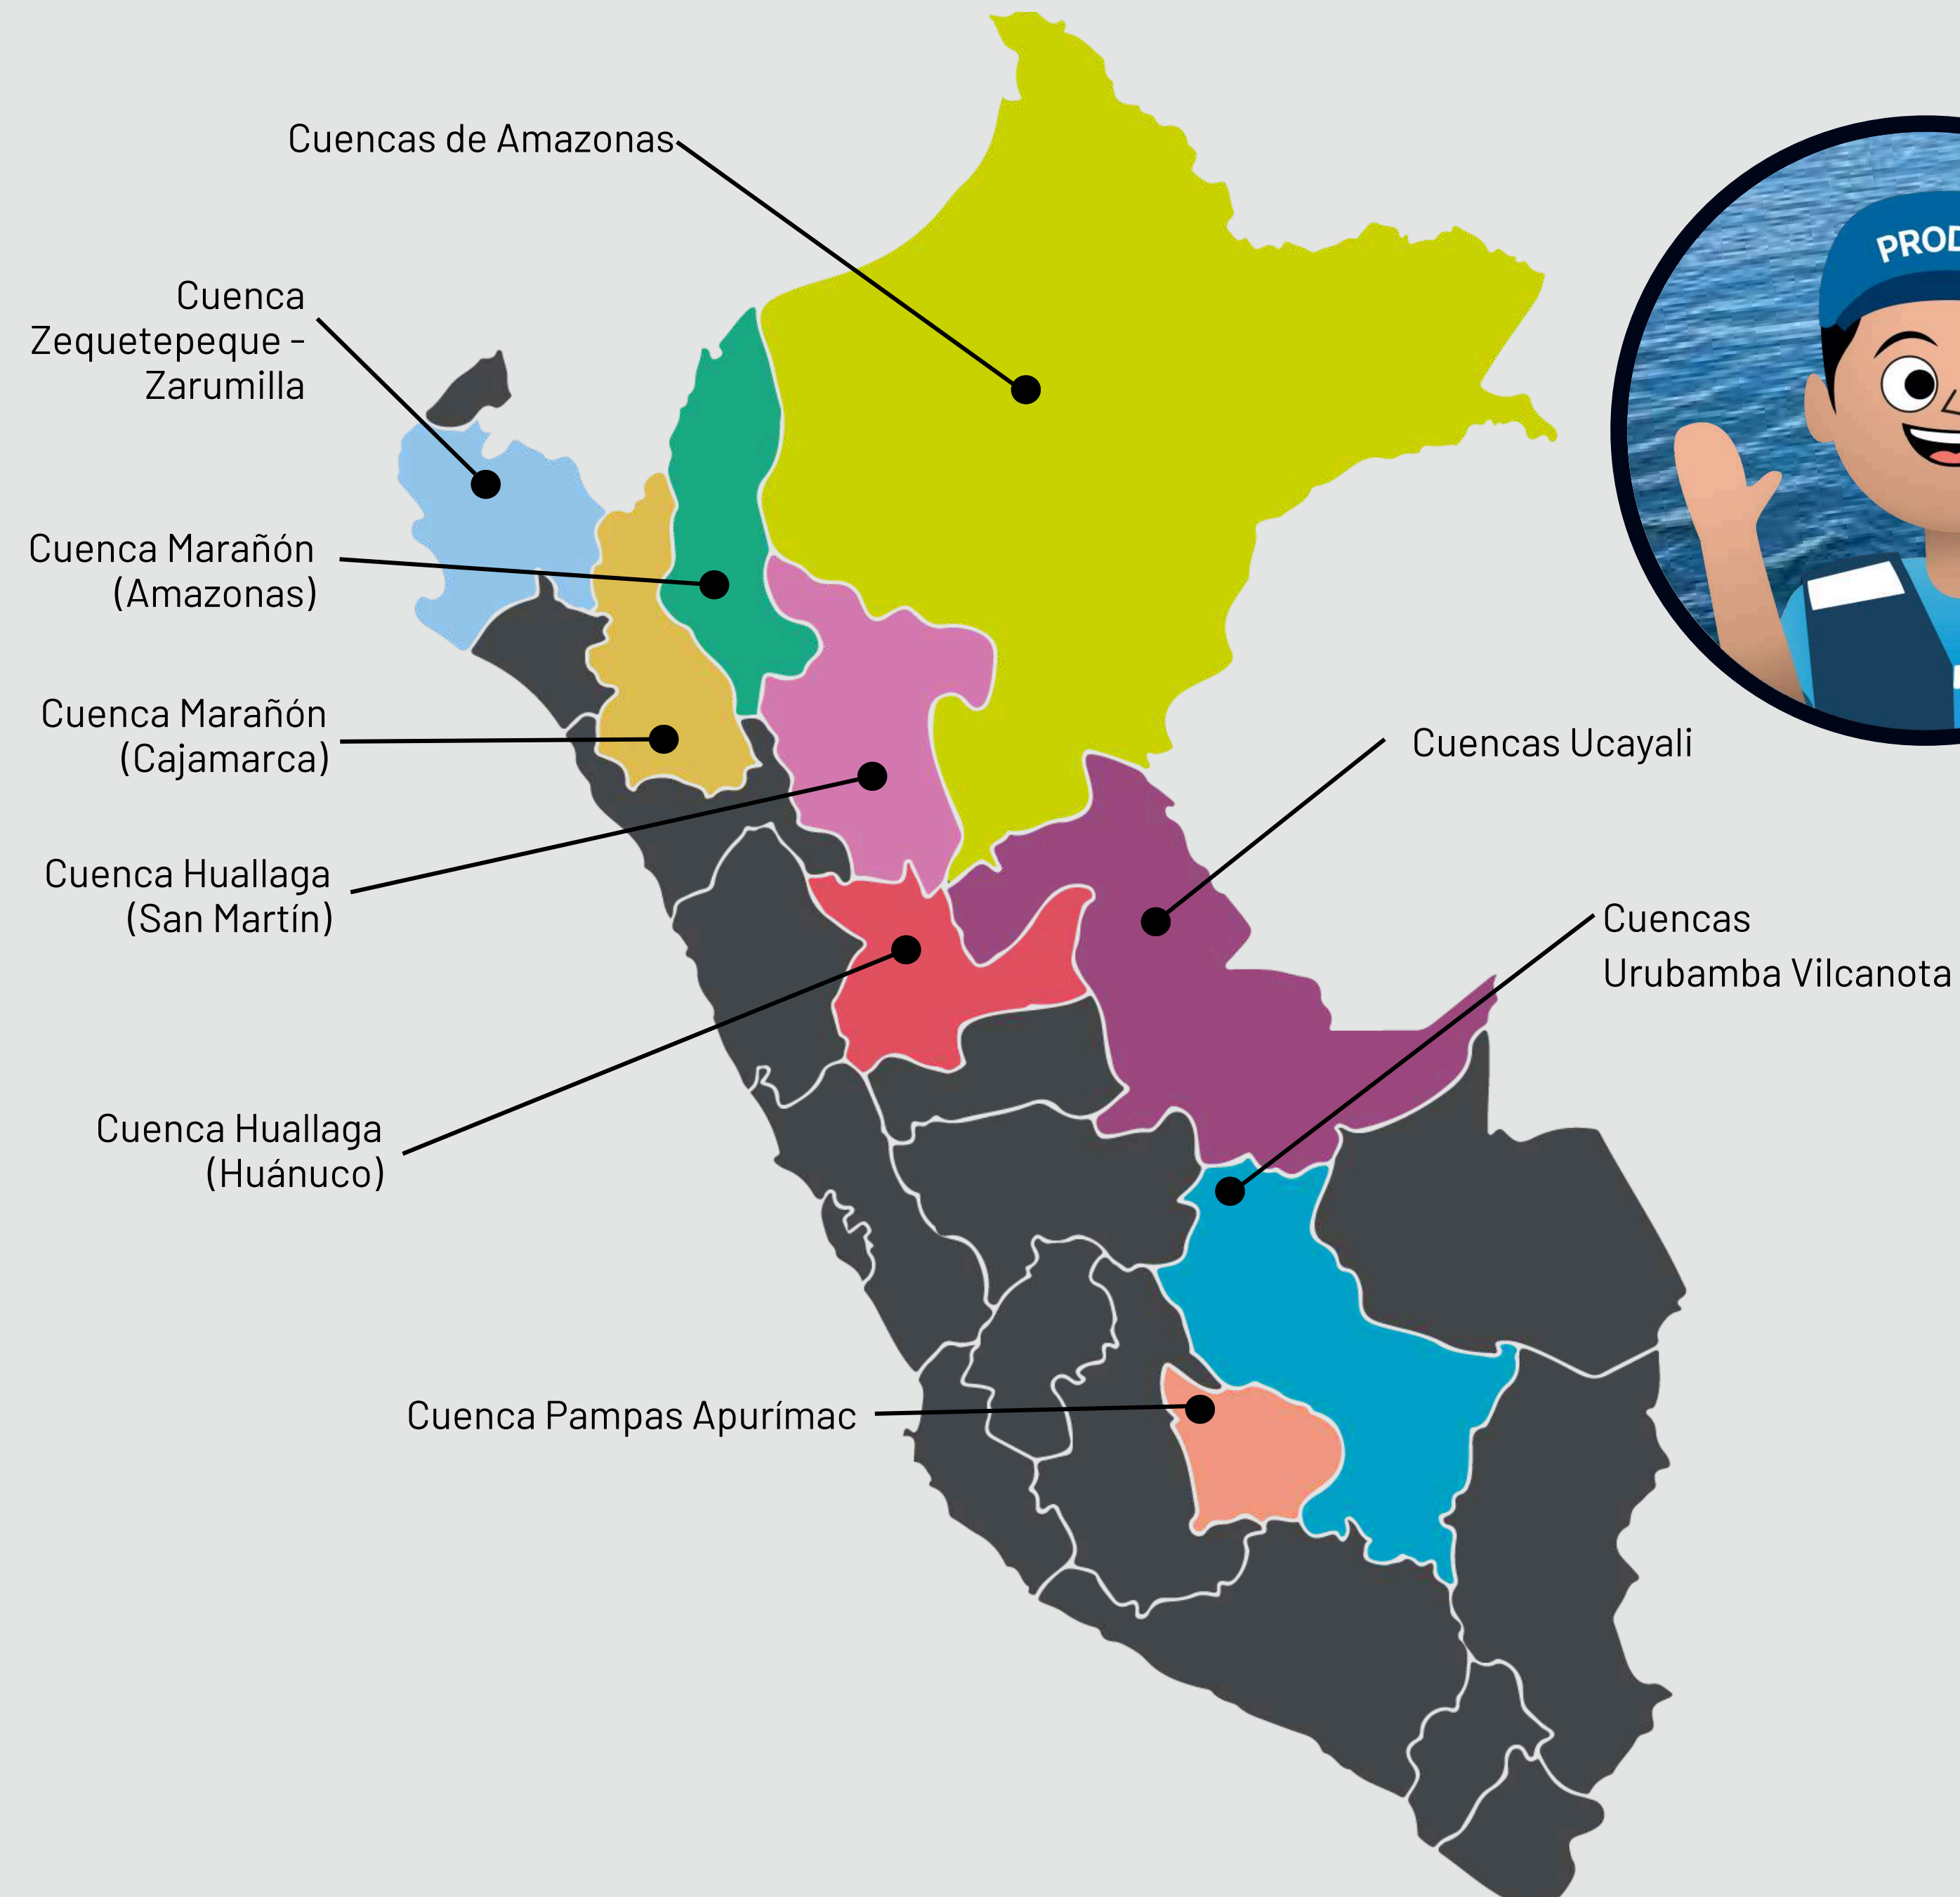 Cuencas de Amazonas
Cuenca
Zequetepeque -
Zarumilla
Cuenca Marañón
(Amazonas)
Cuenca Marañón
(Cajamarca)
Cuenca Huallaga
(San Martín)
Cuenca Huallaga
(Huánuco)
Cuenca Pampas Apurímac
Cuencas Ucayali
Cuencas
Urubamba Vilcanota